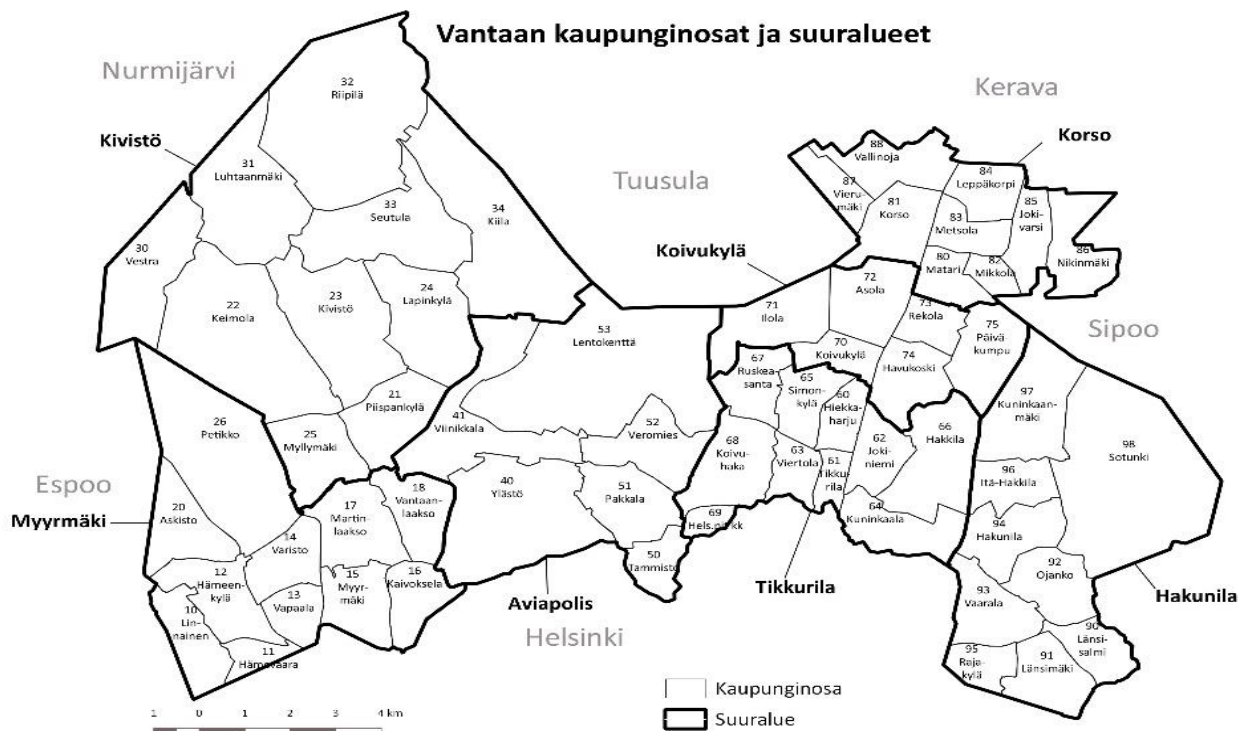 Vantaan kaupunginosat ja suuralueet
Nurmijärvi
Kerava
Tuusula
Sipoo
Espoo
Helsinki
Kivistö
Korso
Koivukylä
Myyrmäki
Aviapolis
Tikkurila
Hakunila
32
Riipilä
31
Luhtaanmäki
33
Seutula
34
Kiila
30
Vestra
22
Keimola
23
Kivistö
24
Lapinkylä
21
Piispankylä
25
Myllymäki
26
Petikko
20
Askisto
17
Martin-
laakso
18
Vantaan-
laakso
14
Varisto
12
Hämeen-
kylä
13
Vapaala
15
Myyr-
mäki
16
Kaivoksela
10
Lin-
nainen
11
Hämevaara
53
Lentokenttä
41
Viinikkala
52
Veromies
40
Ylästö
51
Pakkala
50
Tammisto
88
Vallinoja
87
Vieru-
mäki
81
Korso
84
Leppäkorpi
85
Joki-
varsi
83
Metsola
80
Matari
82
Mikkola
86
Nikinmäki
72
Asola
71
Ilola
73
Rekola
75
Päivä
kumpu
70
Koivukylä
74
Havukoski
67
Ruskea-
santa
65
Simon-
kylä
60
Hiekka-
harju
66
Hakkila
68
Koivu-
haka
63
Viertola
61
Tikku-
rila
62
Joki-
niemi
64
Kuninkaala
69
97
Kuninkaan-
mäki
98
Sotunki
96
Itä-Hakkila
94
Hakunila
92
Ojanko
93
Vaarala
90
Länsi-
salmi
95
Raja-
kylä
91
Länsimäki
Kaupunginosa
Suuralue
1 0 1 2 3 4 km